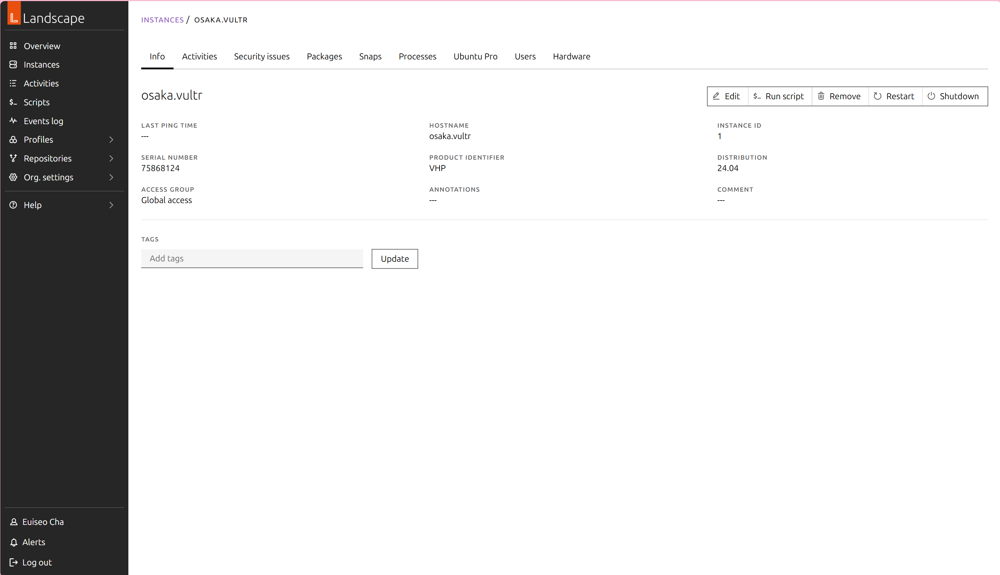 Landscape
Overview
Instances
Activities
$_ Scripts
Events log
Profiles
Repositories
Org. settings
Help
Euiseo Cha
Alerts
Log out
INSTANCES / OSAKA.VULTR
Info Activities Security issues Packages Snaps Processes Ubuntu Pro Users Hardware
osaka.vultr
Edit $_ Run script Remove Restart Shutdown
LAST PING TIME
---
HOSTNAME
osaka.vultr
INSTANCE ID
1
SERIAL NUMBER
75868124
PRODUCT IDENTIFIER
VHP
DISTRIBUTION
24.04
ACCESS GROUP
Global access
ANNOTATIONS
---
COMMENT
---
TAGS
Add tags
Update